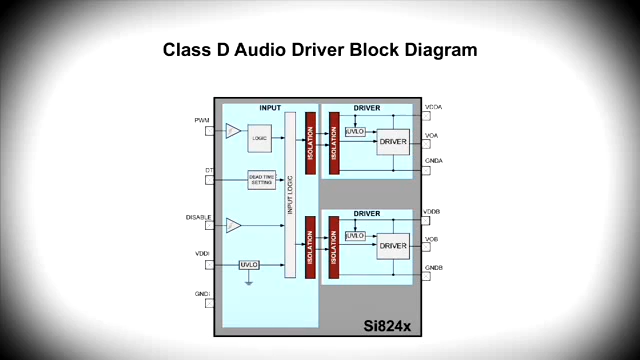 Class D Audio Driver Block Diagram
INPUT
DRIVER
PWM
LOGIC
DT
DEAD TIME
SETTING
DISABLE
VDDI
UVLO
GNDI
INPUT LOGIC
ISOLATION
ISOLATION
UVLO
DRIVER
VDDA
VOA
GNDA
DRIVER
ISOLATION
ISOLATION
UVLO
DRIVER
VDDB
VOB
GNDB
Si824x